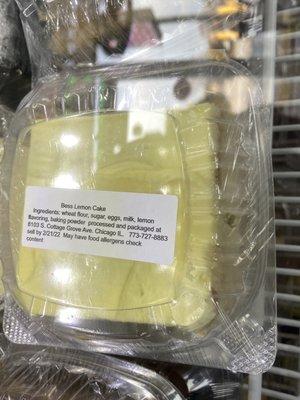 Bess Lemon Cake
Ingredients: wheat flour, sugar, eggs, milk, lemon
flavoring, baking powder processed and packaged at
8103 S. Cottage Grove Ave. Chicago IL. 773-727-8883
sell by 2/21/22 May have food allergens check
content